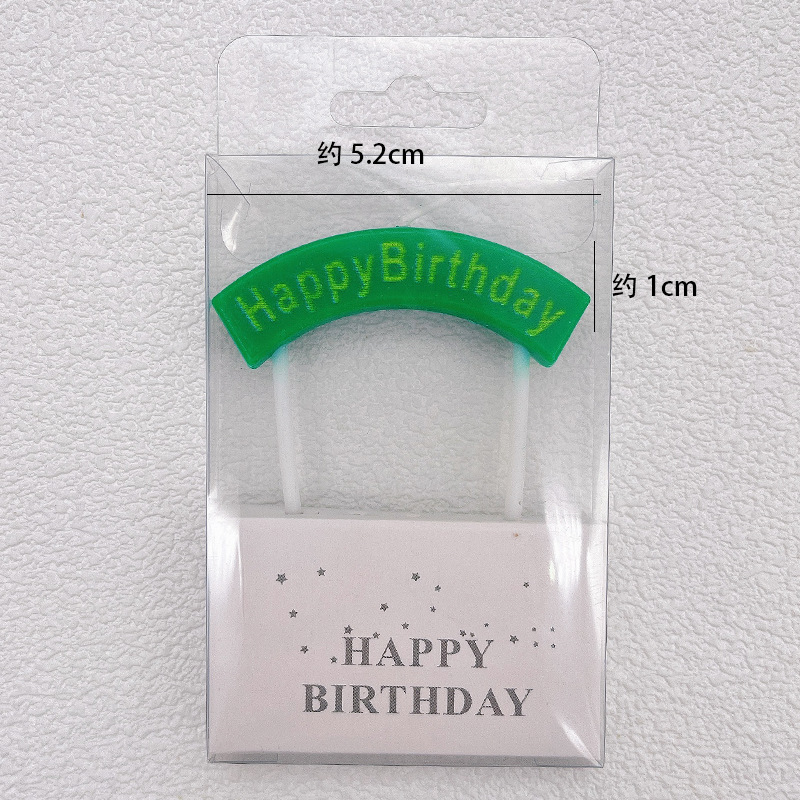 约 5.2cm
约 1cm
HappyBirthday
HAPPY
BIRTHDAY